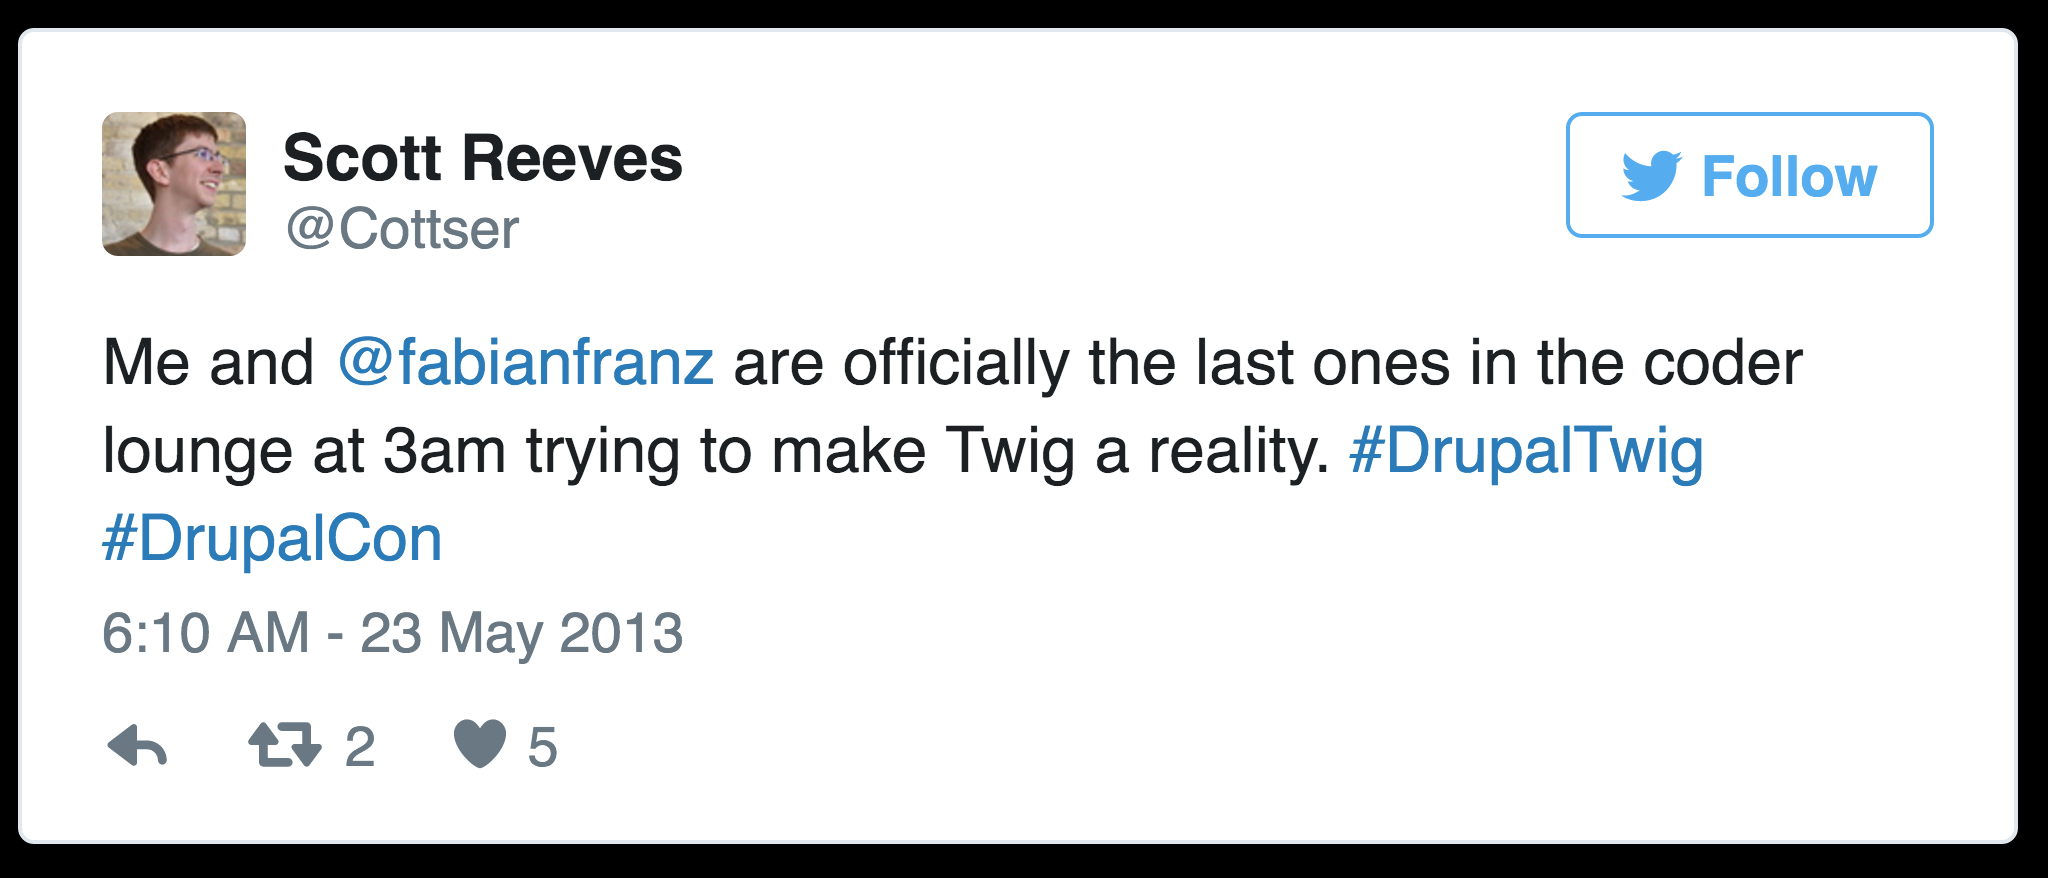 Scott Reeves
@Cottser
Follow
Me and @fabianfranz are officially the last ones in the coder
lounge at 3am trying to make Twig a reality. #DrupalTwig
#DrupalCon
6:10 AM - 23 May 2013
2 5